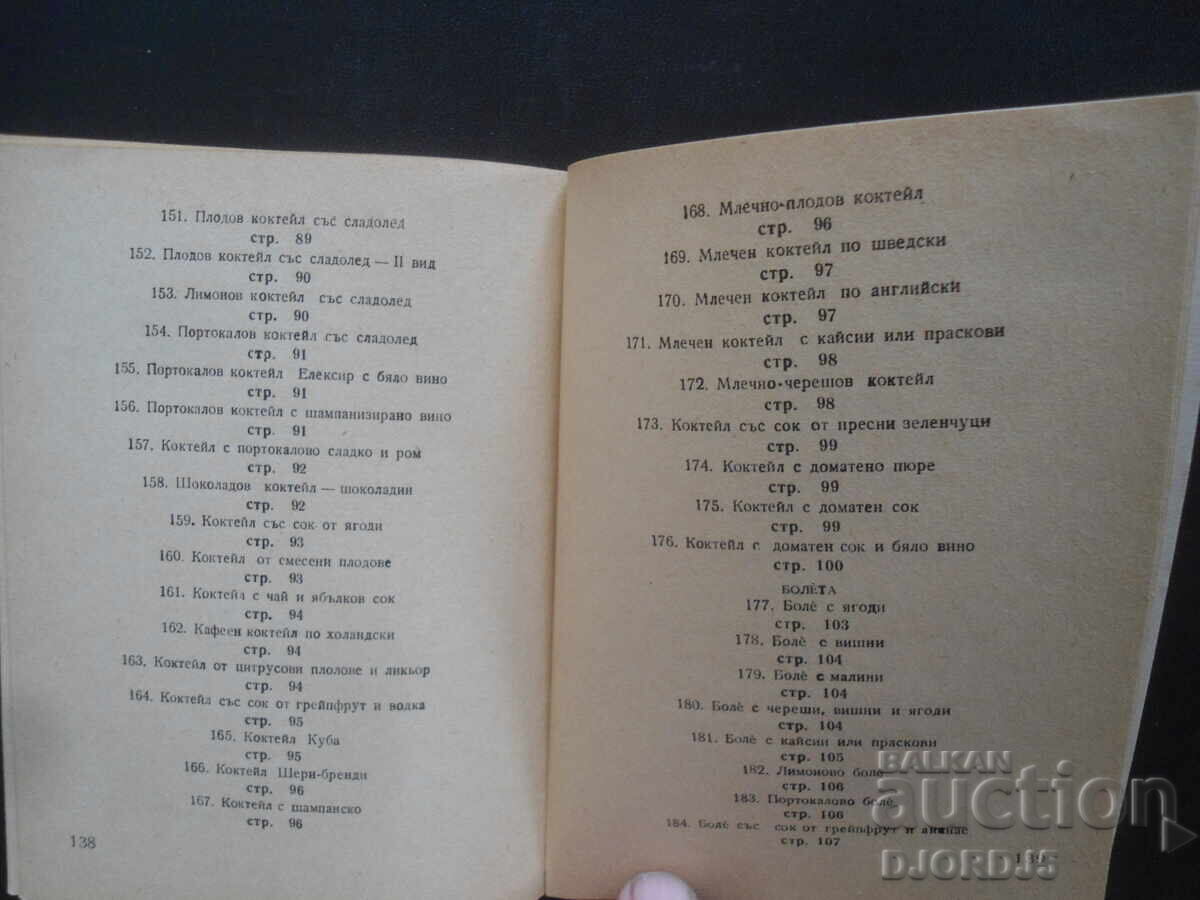 151. Плодов коктейл със сладолед
стр. 89
152. Плодов коктейл със сладолед — II вид
стр. 90
153. Лимонов коктейл със сладолед
стр. 90
154. Портокалов коктейл със сладолед
стр. 91
155. Портокалов коктейл Елексир с бяло вино
стр. 91
156. Портокалов коктейл с шампанизирано вино
стр. 91
157. Коктейл с портокалово сладко и ром
стр. 92
158. Шоколадов коктейл — шоколадин
стр. 92
159. Коктейл със сок от ягоди
стр. 93
160. Коктейл от смесени плодове
стр. 93
161. Коктейл с чай и ябълков сок
стр. 94
162. Кафеен коктейл по холандски
стр. 94
163. Коктейл от цитрусови плолове и ликьор
стр. 94
164. Коктейл със сок от грейпфрут и водка
стр. 95
165. Коктейл Куба
стр. 95
166. Коктейл Шери-бренди
стр. 96
167. Коктейл с шампанско
стр. 96
138
168. Млечно-плодов коктейл
стр. 96
169. Млечен коктейл по шведски
стр. 97
170. Млечен коктейл по английски
стр. 97
171. Млечен коктейл с кайсии или праскови
стр. 98
172. Млечно-черешов коктейл
стр. 98
173. Коктейл със сок от пресни зеленчуци
стр. 99
174. Коктейл с доматено пюре
стр. 99
175. Коктейл с доматен сок
стр. 99
176. Коктейл с доматен сок и бяло вино
стр. 100
БОЛѐТА
177. Болѐ с ягоди
стр. 103
178. Болѐ с вишни
стр. 104
179. Болѐ с малини
стр. 104
180. Болѐ с череши, вишни и ягоди
стр. 104
181. Болѐ с кайсии или праскови
стр. 105
182. Лимоново болѐ
стр. 106
183. Портокалово болѐ
стр. 106
184. Болѐ със сок от грейпфрут и ананас
стр. 107
139
BALKAN
auction
DJORDJ5